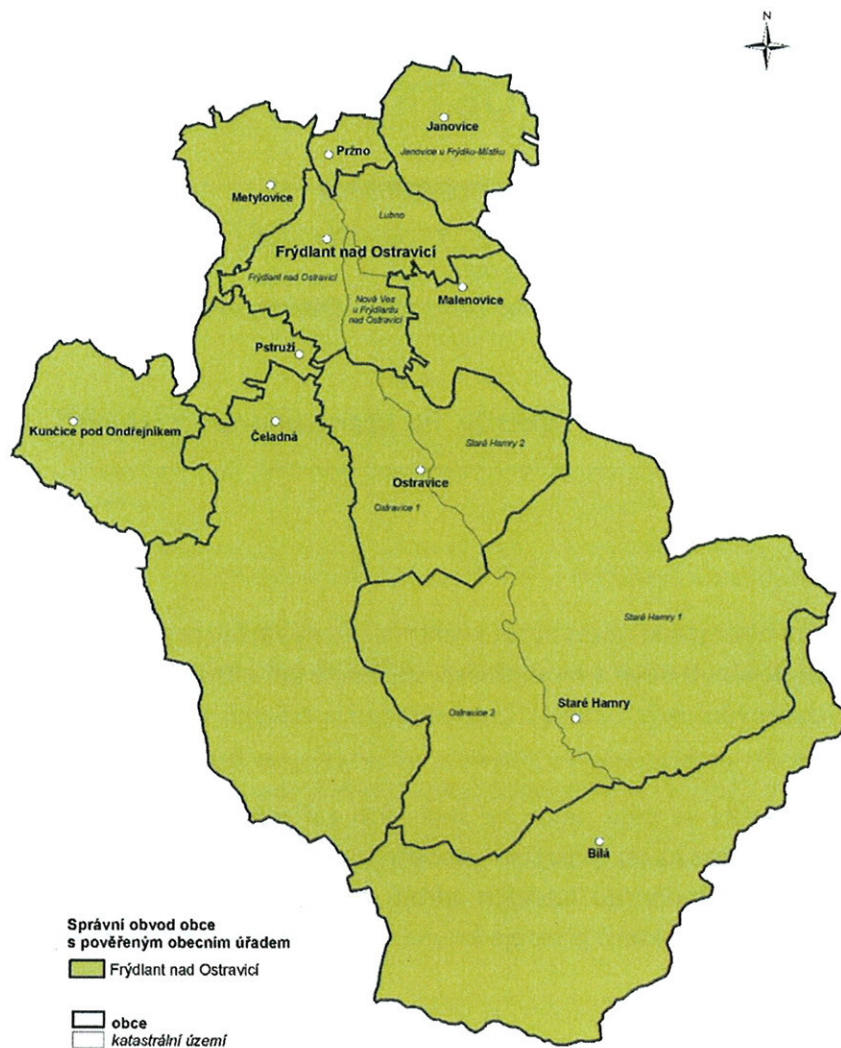 N
Janovice
Janovice u Frýdku-Místku
Pržno
Metylovice
Lubno
Frýdlant nad Ostravicí
Frýdlant nad Ostravicí
Malenovice
Nová Ves
u Frýdlantu
nad Ostravicí
Pstruží
Kunčice pod Ondřejníkem
Čeladná
Staré Hamry 2
Ostravice
Ostravice 1
Staré Hamry 1
Staré Hamry
Ostravice 2
Bílá
Správní obvod obce
s pověřeným obecním úřadem
Frýdlant nad Ostravicí
obce
katastrální území